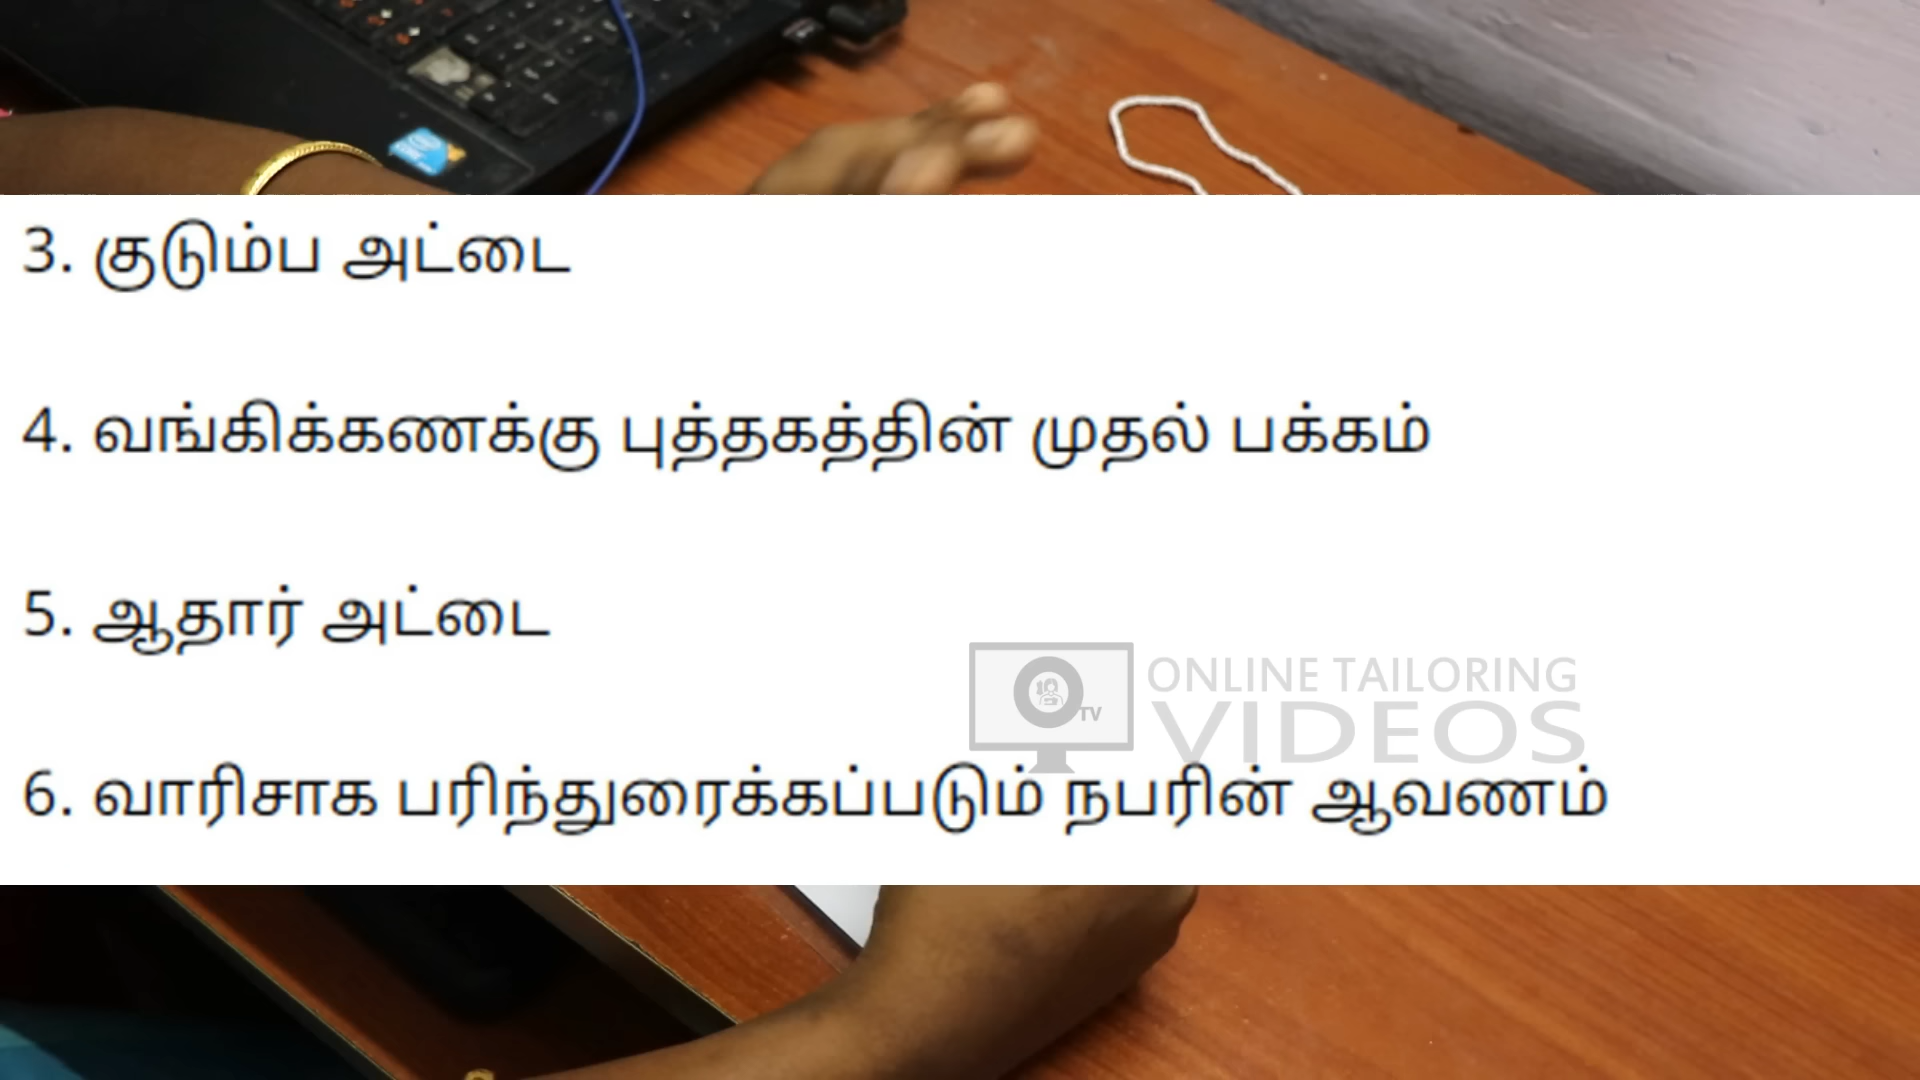 3. குடும்ப அட்டை
4. வங்கிக்கணக்கு புத்தகத்தின் முதல் பக்கம்
5. ஆதார் அட்டை
TV
ONLINE TAILORING
VIDEOS
6. வாரிசாக பரிந்துரைக்கப்படும் நபரின் ஆவணம்